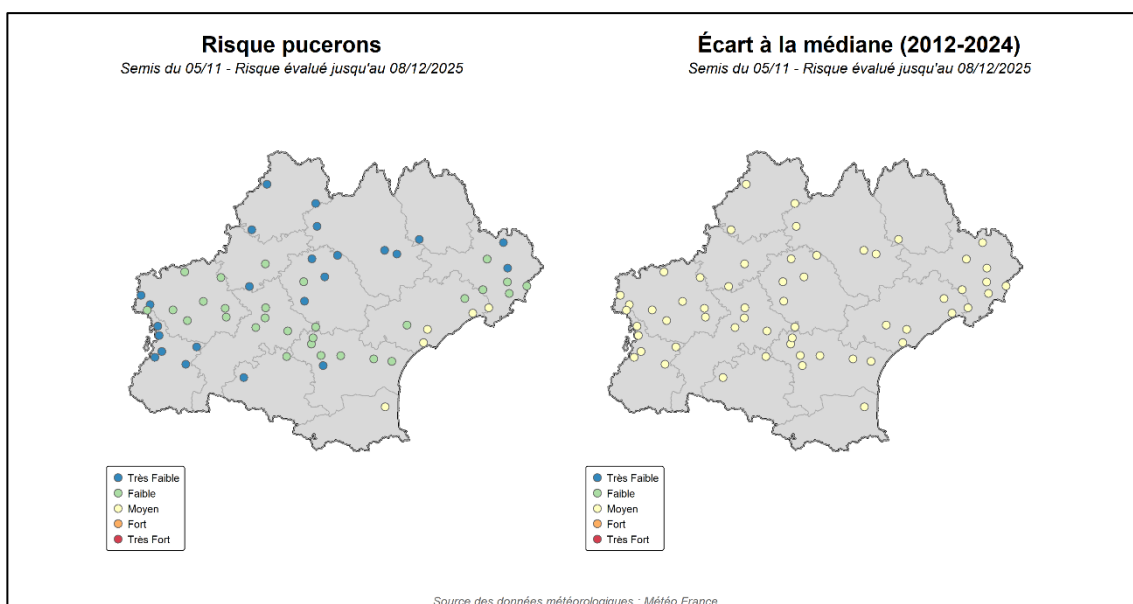 Risque pucerons
Semis du 05/11 - Risque évalué jusqu'au 08/12/2025
Très Faible
Faible
Moyen
Fort
Très Fort
Écart à la médiane (2012-2024)
Semis du 05/11 - Risque évalué jusqu'au 08/12/2025
Très Faible
Faible
Moyen
Fort
Très Fort
Source des données météorologiques : Météo France